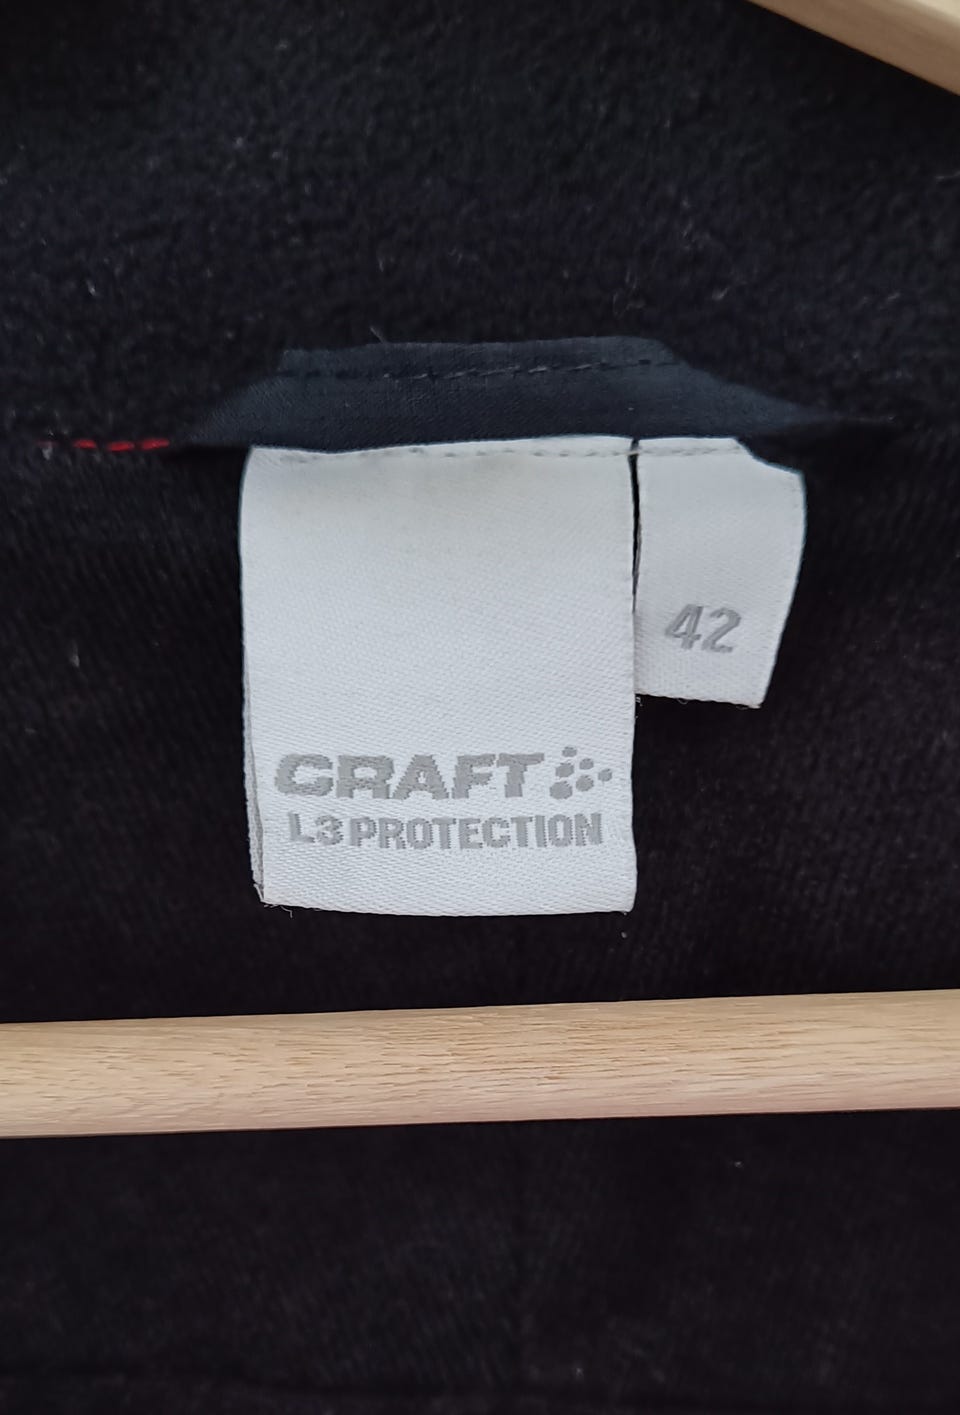 42
CRAFT
L3 PROTECTION